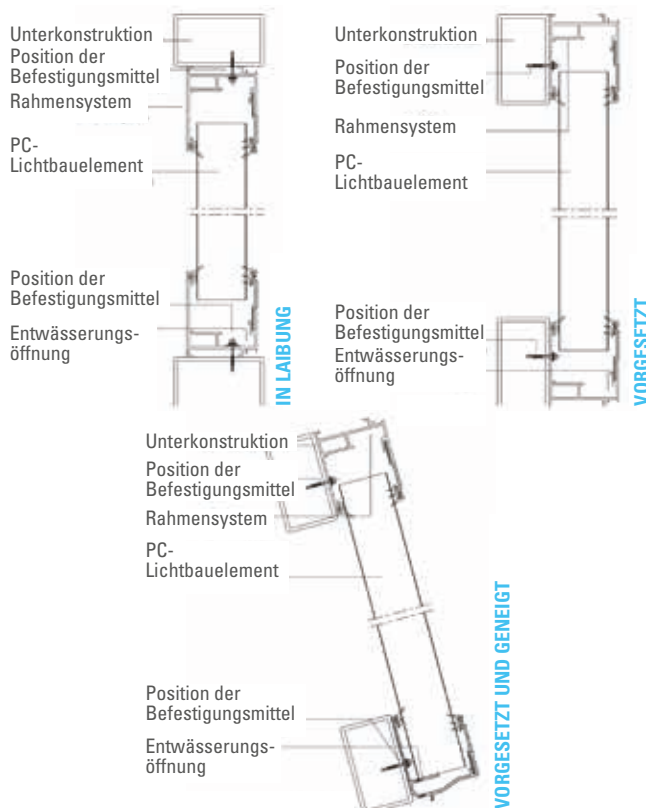 Unterkonstruktion
Position der
Befestigungsmittel
Rahmensystem
PC-
Lichtbauelement
Position der
Befestigungsmittel
Entwässerungs-
öffnung
IN LAIBUNG
Unterkonstruktion
Position der
Befestigungsmittel
Rahmensystem
PC-
Lichtbauelement
Position der
Befestigungsmittel
Entwässerungs-
öffnung
VORGESETZT
Unterkonstruktion
Position der
Befestigungsmittel
Rahmensystem
PC-
Lichtbauelement
Position der
Befestigungsmittel
Entwässerungs-
öffnung
VORGESETZT UND GENEIGT